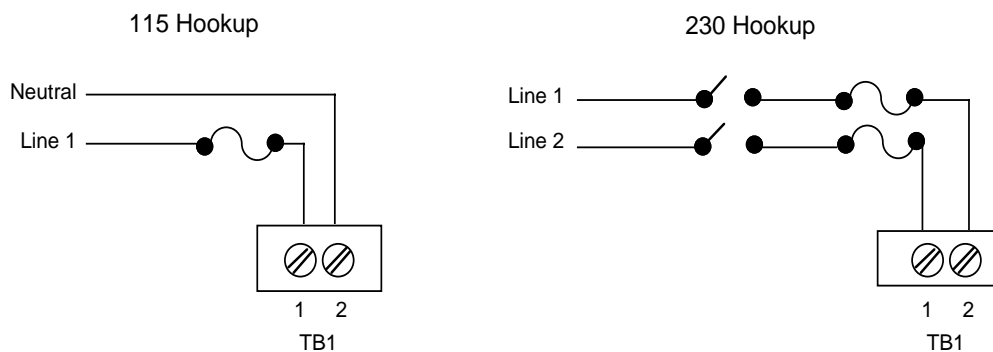 115 Hookup
Neutral
Line 1
1 2
TB1
230 Hookup
Line 1
Line 2
1 2
TB1